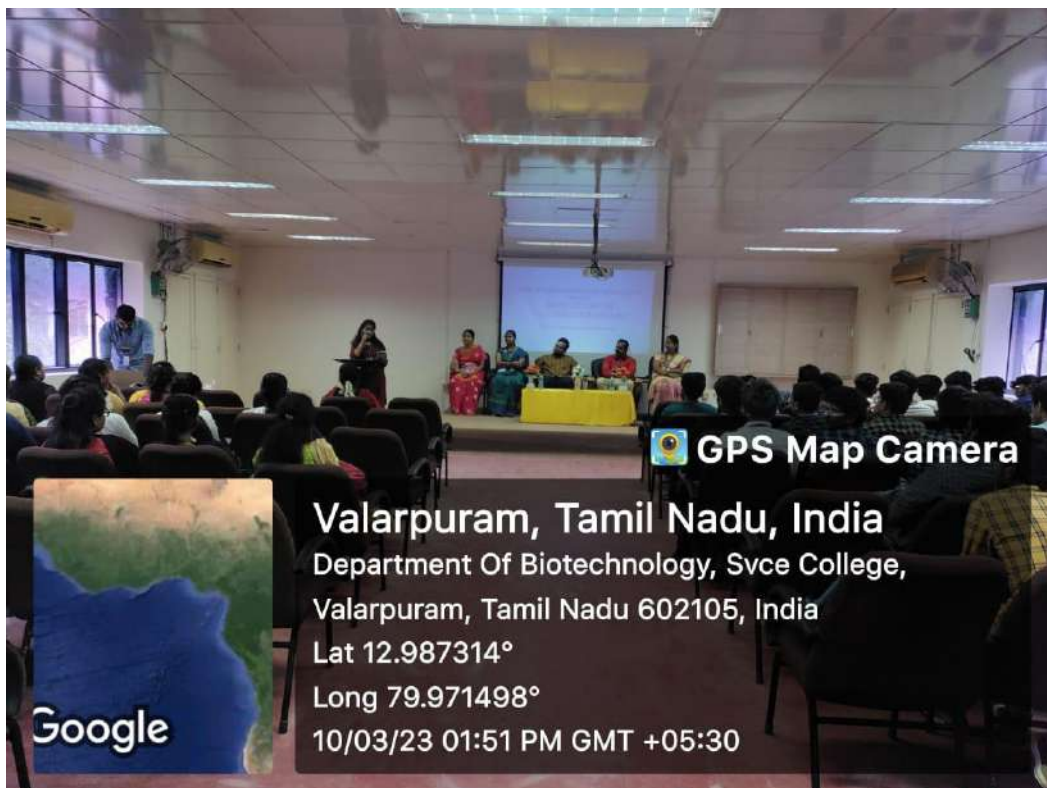 GPS Map Camera
Valarpuram, Tamil Nadu, India
Department Of Biotechnology, Svce College,
Valarpuram, Tamil Nadu 602105, India
Lat 12.987314°
Long 79.971498°
10/03/23 01:51 PM GMT +05:30
Google